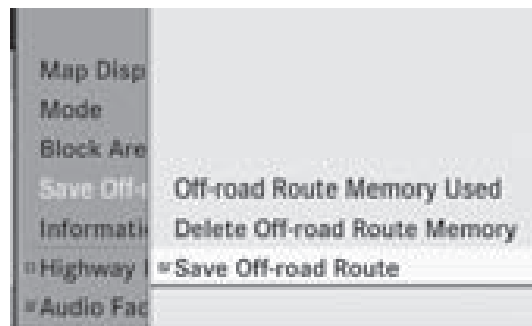 Map Disp
Mode
Block Are
Save Off-r
Informati
Highway I
Audio Fac
Off-road Route Memory Used
Delete Off-road Route Memory
Save Off-road Route